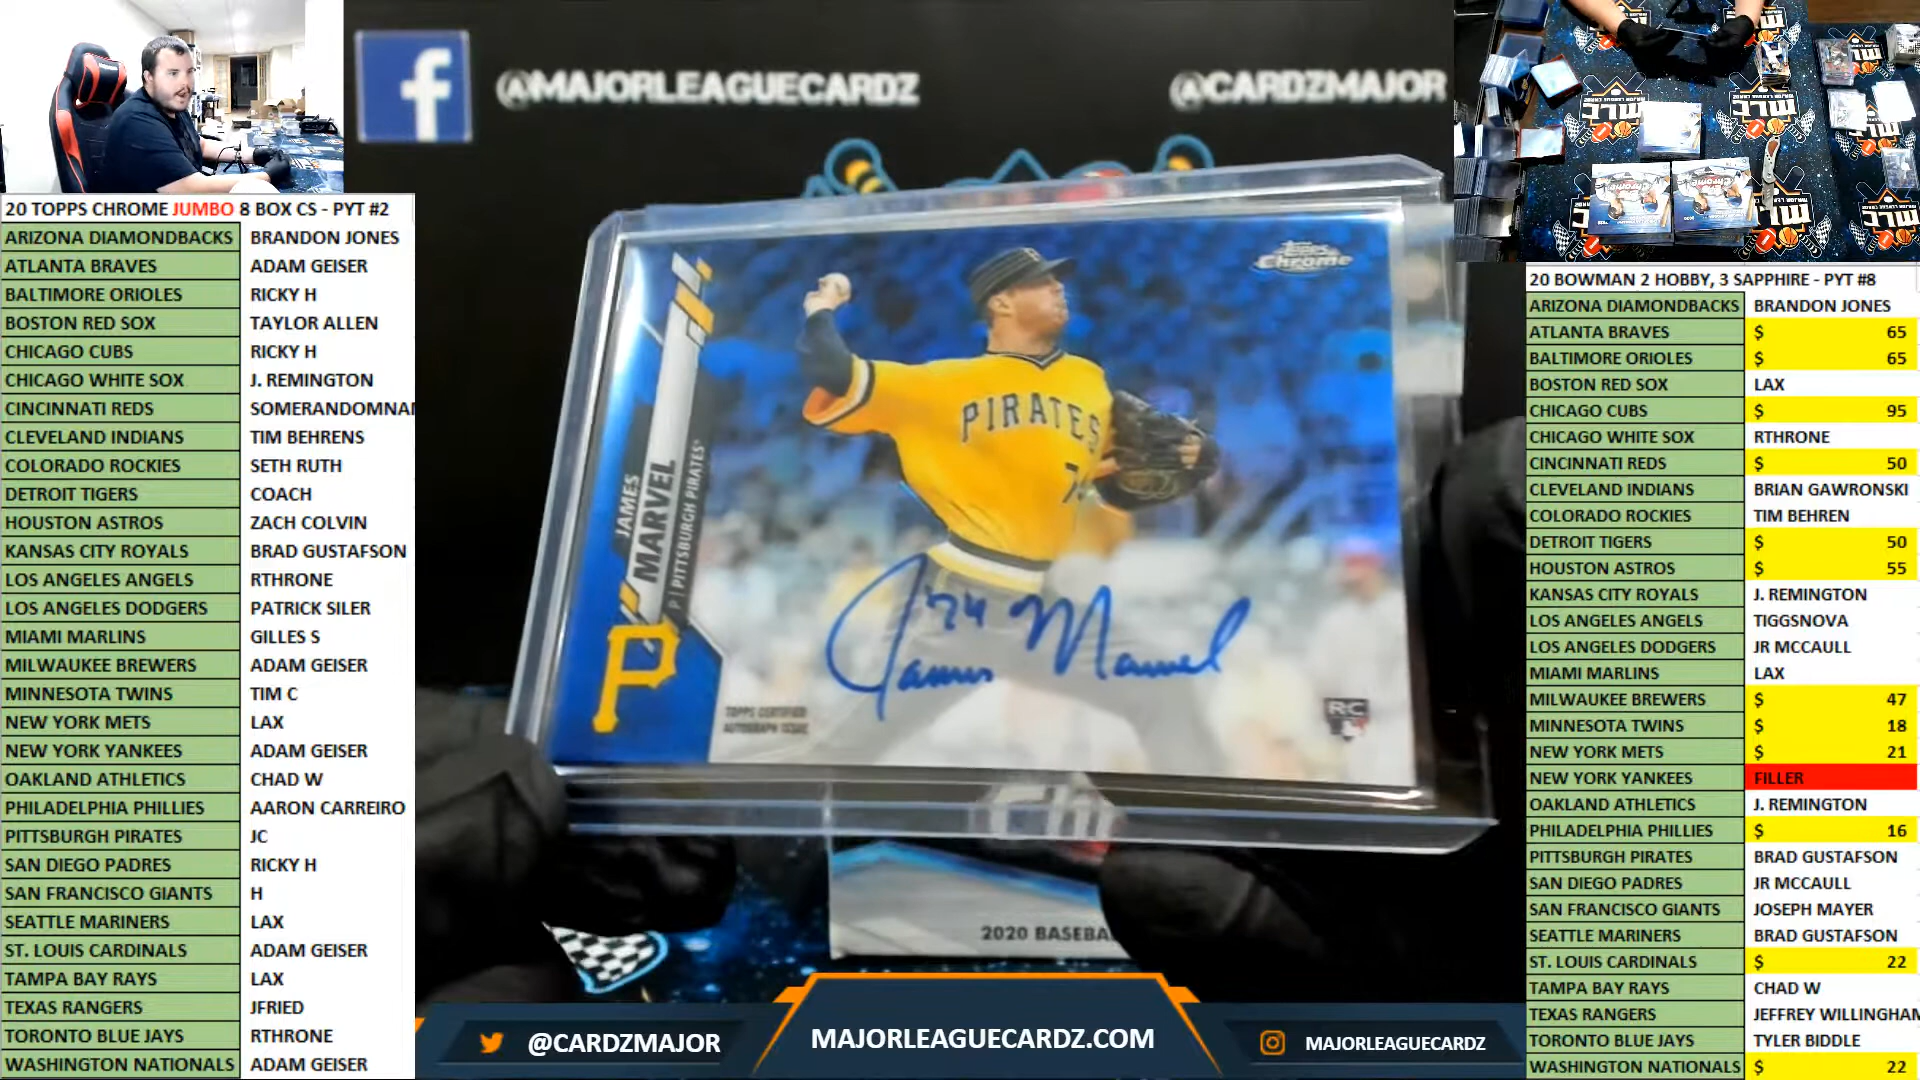 @MAJORLEAGUECARDZ
@CARDZMAJOR
20 TOPPS CHROME JUMBO 8 BOX CS - PYT #2
ARIZONA DIAMONDBACKS BRANDON JONES
ATLANTA BRAVES ADAM GEISER
BALTIMORE ORIOLES RICKY H
BOSTON RED SOX TAYLOR ALLEN
CHICAGO CUBS RICKY H
CHICAGO WHITE SOX J. REMINGTON
CINCINNATI REDS SOMERANDOMNA
CLEVELAND INDIANS TIM BEHRENS
COLORADO ROCKIES SETH RUTH
DETROIT TIGERS COACH
HOUSTON ASTROS ZACH COLVIN
KANSAS CITY ROYALS BRAD GUSTAFSON
LOS ANGELES ANGELS RTHRONE
LOS ANGELES DODGERS PATRICK SILER
MIAMI MARLINS GILLES S
MILWAUKEE BREWERS ADAM GEISER
MINNESOTA TWINS TIM C
NEW YORK METS LAX
NEW YORK YANKEES ADAM GEISER
OAKLAND ATHLETICS CHAD W
PHILADELPHIA PHILLIES AARON CARREIRO
PITTSBURGH PIRATES JC
SAN DIEGO PADRES RICKY H
SAN FRANCISCO GIANTS H
SEATTLE MARINERS LAX
ST. LOUIS CARDINALS ADAM GEISER
TAMPA BAY RAYS LAX
TEXAS RANGERS JFRIED
TORONTO BLUE JAYS RTHRONE
WASHINGTON NATIONALS ADAM GEISER
Topps
Chrome
PIRATES
JAMES
MARVEL
PITTSBURGH PIRATES
P
'74
James Marvel
TOPPS CERTIFIED
AUTOGRAPH ISSUE
RC
2020 BASEBA
@CARDZMAJOR
MAJORLEAGUECARDZ.COM
MAJORLEAGUECARDZ
20 BOWMAN 2 HOBBY, 3 SAPPHIRE - PYT #8
ARIZONA DIAMONDBACKS BRANDON JONES
ATLANTA BRAVES $ 65
BALTIMORE ORIOLES $ 65
BOSTON RED SOX LAX
CHICAGO CUBS $ 95
CHICAGO WHITE SOX RTHRONE
CINCINNATI REDS $ 50
CLEVELAND INDIANS BRIAN GAWRONSKI
COLORADO ROCKIES TIM BEHREN
DETROIT TIGERS $ 50
HOUSTON ASTROS $ 55
KANSAS CITY ROYALS J. REMINGTON
LOS ANGELES ANGELS TIGGSNOVA
LOS ANGELES DODGERS JR MCCAULL
MIAMI MARLINS LAX
MILWAUKEE BREWERS $ 47
MINNESOTA TWINS $ 18
NEW YORK METS $ 21
NEW YORK YANKEES FILLER
OAKLAND ATHLETICS J. REMINGTON
PHILADELPHIA PHILLIES $ 16
PITTSBURGH PIRATES BRAD GUSTAFSON
SAN DIEGO PADRES JR MCCAULL
SAN FRANCISCO GIANTS JOSEPH MAYER
SEATTLE MARINERS BRAD GUSTAFSON
ST. LOUIS CARDINALS $ 22
TAMPA BAY RAYS CHAD W
TEXAS RANGERS JEFFREY WILLINGHAM
TORONTO BLUE JAYS TYLER BIDDLE
WASHINGTON NATIONALS $ 22